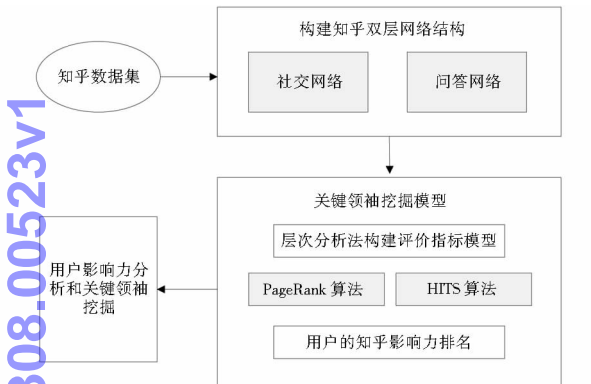 构建知乎双层网络结构
知乎数据集
社交网络
问答网络
关键领袖挖掘模型
层次分析法构建评价指标模型
用户影响力分
析和关键领袖
挖掘
PageRank 算法
HITS 算法
用户的知乎影响力排名
308.00523v1